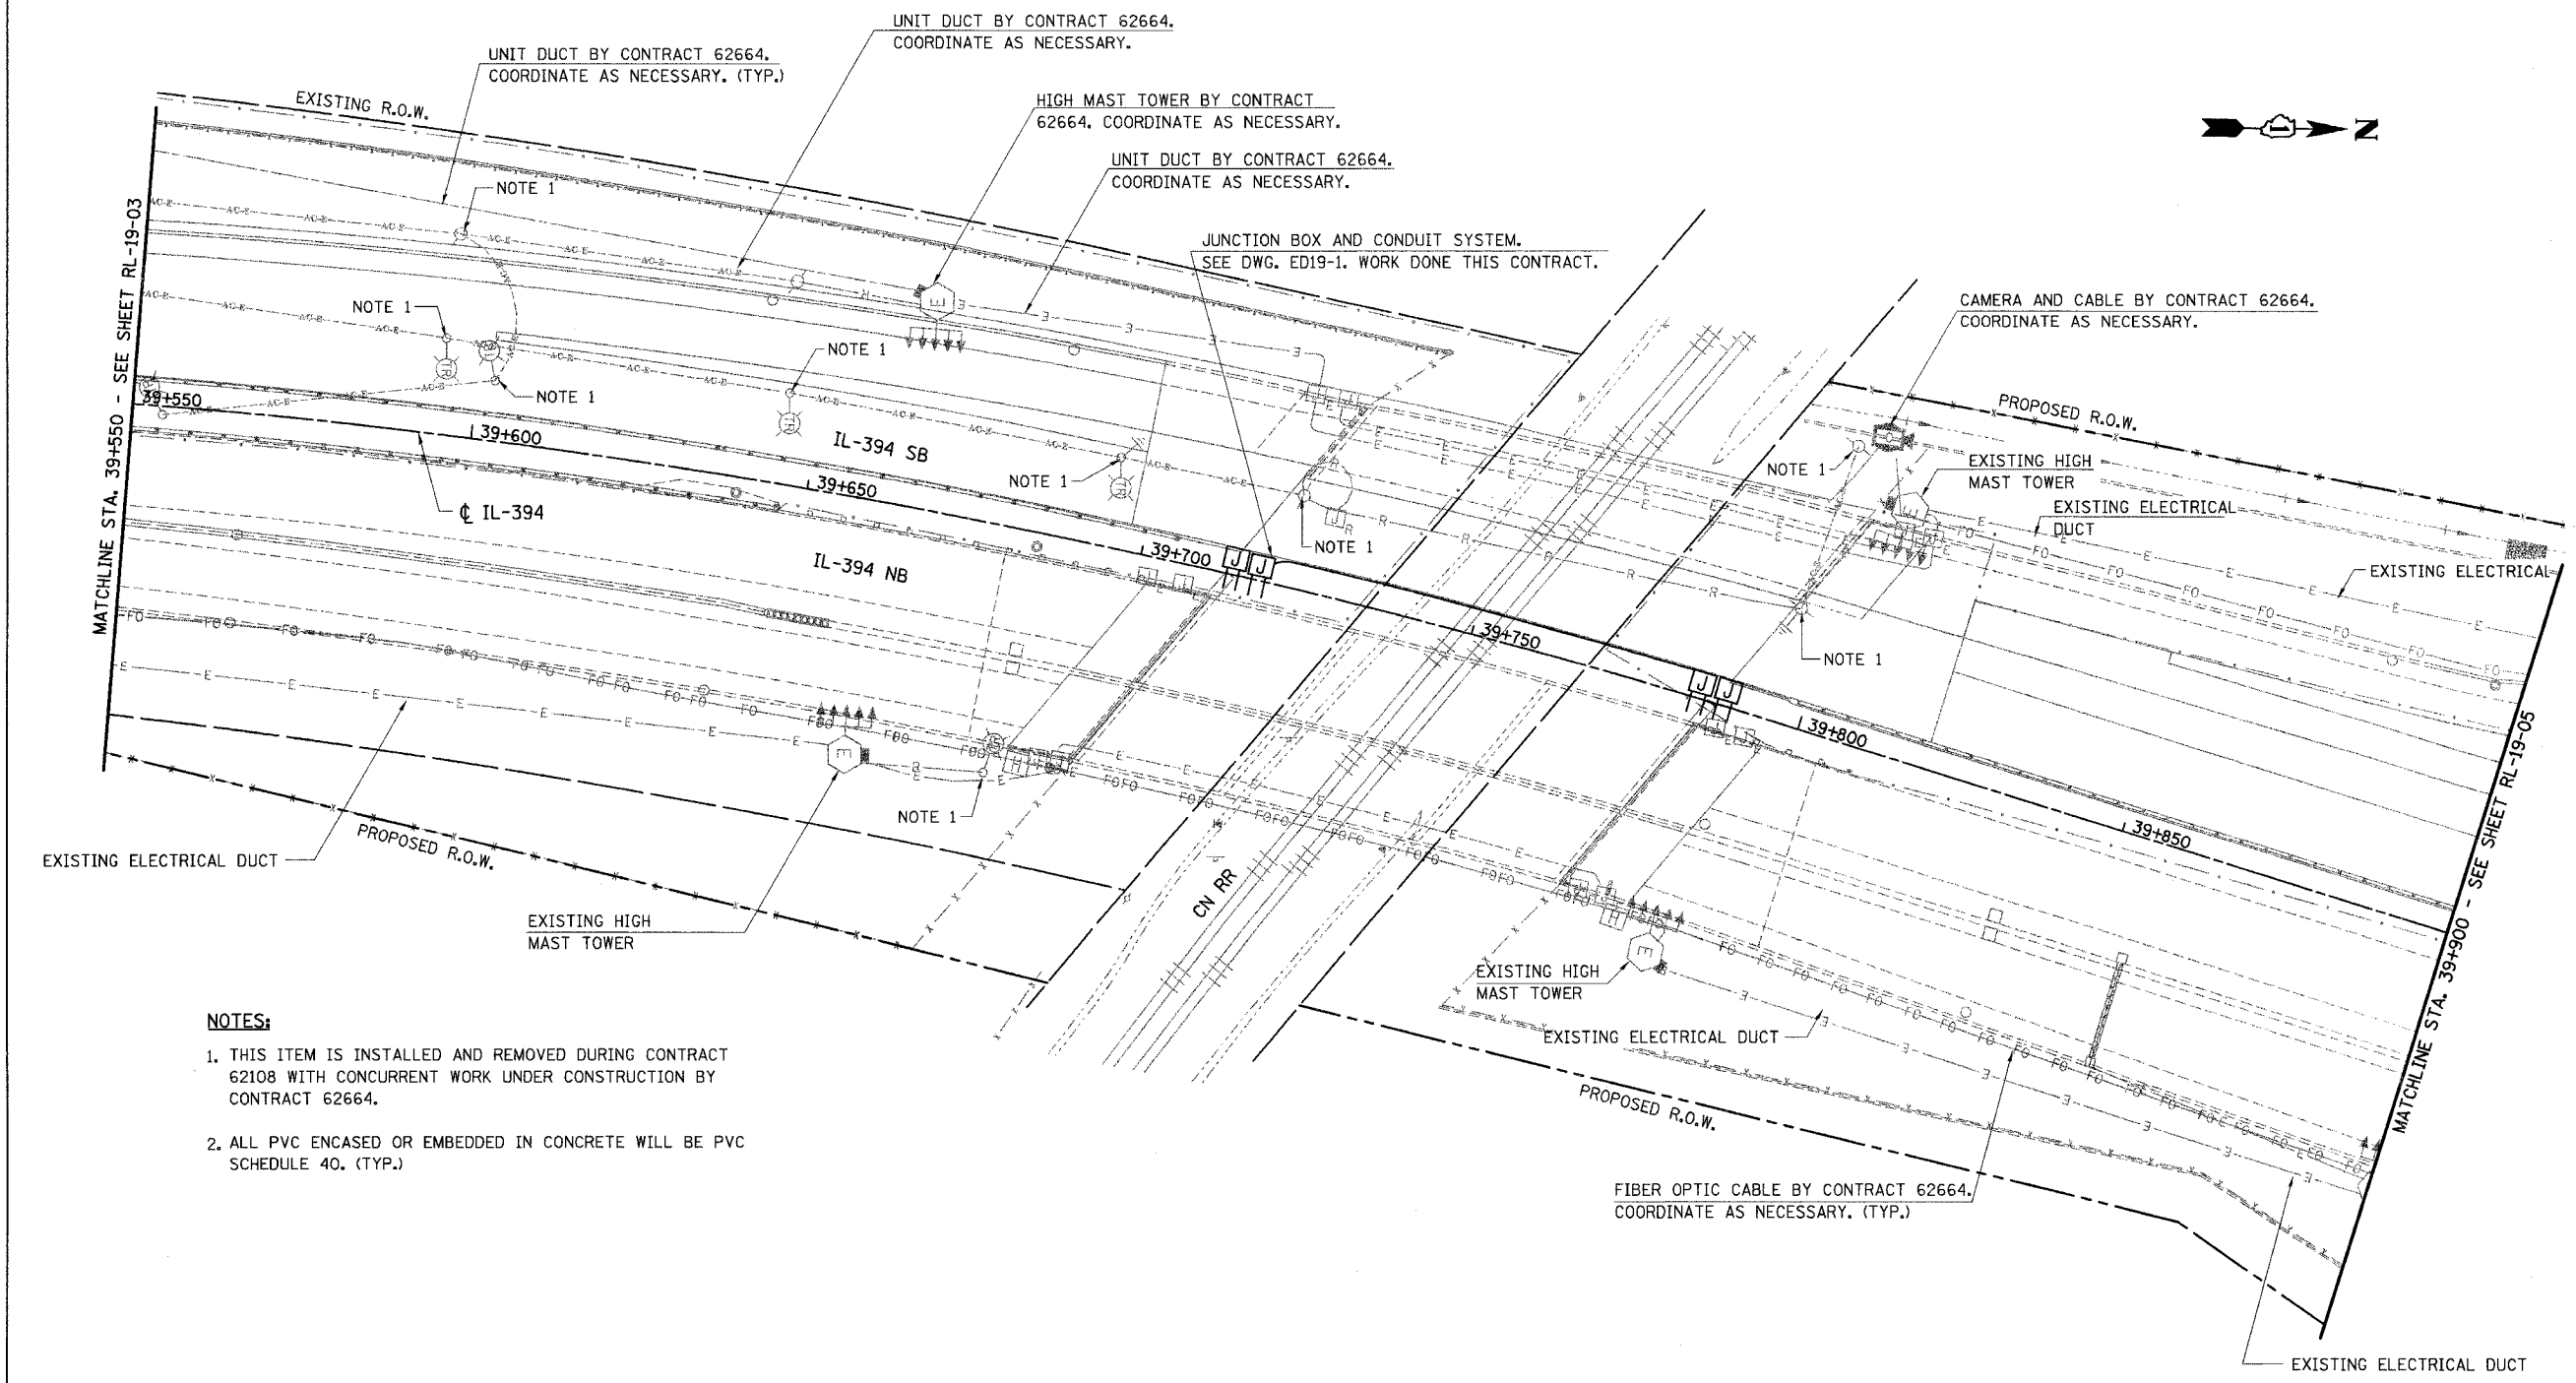 UNIT DUCT BY CONTRACT 62664.
COORDINATE AS NECESSARY.
UNIT DUCT BY CONTRACT 62664.
COORDINATE AS NECESSARY. (TYP.)
EXISTING R.O.W.
HIGH MAST TOWER BY CONTRACT
62664. COORDINATE AS NECESSARY.
UNIT DUCT BY CONTRACT 62664.
COORDINATE AS NECESSARY.
N
NOTE 1
JUNCTION BOX AND CONDUIT SYSTEM.
SEE DWG. ED19-1. WORK DONE THIS CONTRACT.
CAMERA AND CABLE BY CONTRACT 62664.
COORDINATE AS NECESSARY.
MATCHLINE STA. 39+550 - SEE SHEET RL-19-03
NOTE 1
NOTE 1
NOTE 1
39+550
39+600
IL-394 SB
NOTE 1
39+650
℄ IL-394
IL-394 NB
39+700
J J
NOTE 1
PROPOSED R.O.W.
NOTE 1
EXISTING HIGH
MAST TOWER
EXISTING ELECTRICAL
DUCT
EXISTING ELECTRICAL
39+750
NOTE 1
J J
39+800
39+850
MATCHLINE STA. 39+900 - SEE SHEET RL-19-05
NOTE 1
PROPOSED R.O.W.
EXISTING ELECTRICAL DUCT
EXISTING HIGH
MAST TOWER
CN RR
EXISTING HIGH
MAST TOWER
EXISTING ELECTRICAL DUCT
PROPOSED R.O.W.
FIBER OPTIC CABLE BY CONTRACT 62664.
COORDINATE AS NECESSARY. (TYP.)
EXISTING ELECTRICAL DUCT
NOTES:
1. THIS ITEM IS INSTALLED AND REMOVED DURING CONTRACT
62108 WITH CONCURRENT WORK UNDER CONSTRUCTION BY
CONTRACT 62664.
2. ALL PVC ENCASED OR EMBEDDED IN CONCRETE WILL BE PVC
SCHEDULE 40. (TYP.)